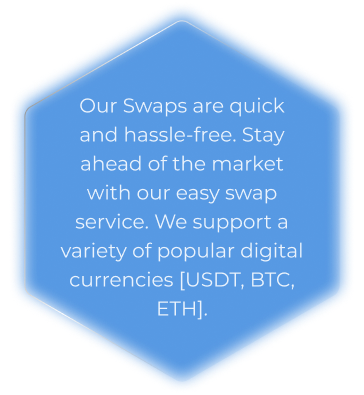 Our Swaps are quick
and hassle-free. Stay
ahead of the market
with our easy swap
service. We support a
variety of popular digital
currencies [USDT, BTC,
ETH].